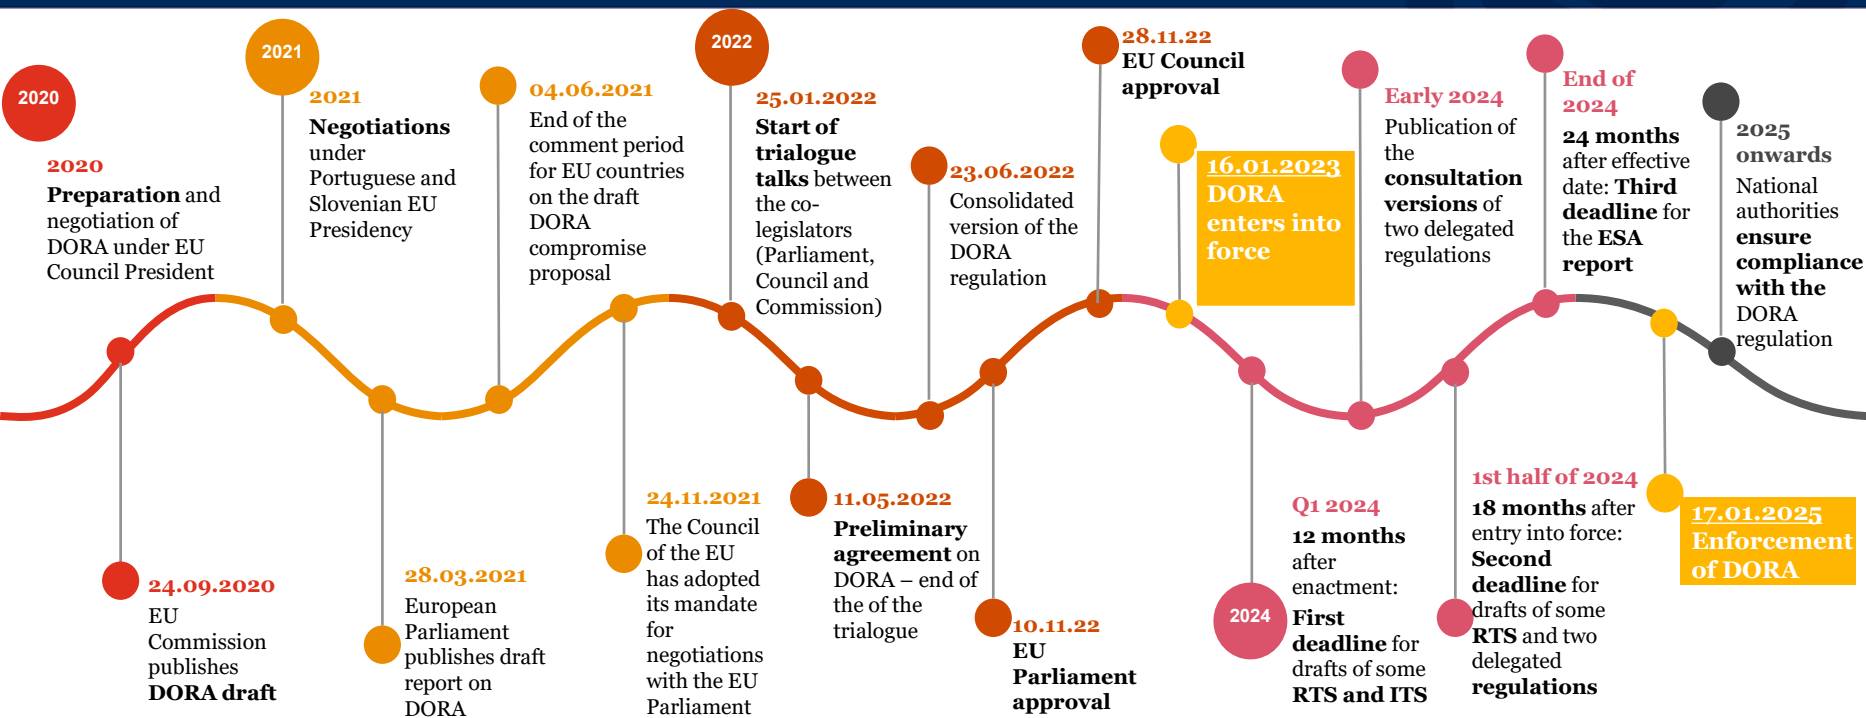 2020
2020
Preparation and
negotiation of
DORA under EU
Council President
24.09.2020
EU
Commission
publishes
DORA draft
2021
2021
Negotiations
under
Portuguese and
Slovenian EU
Presidency
28.03.2021
European
Parliament
publishes draft
report on
DORA
04.06.2021
End of the
comment period
for EU countries
on the draft
DORA
compromise
proposal
24.11.2021
The Council
of the EU
has adopted
its mandate
for
negotiations
with the EU
Parliament
2022
25.01.2022
Start of
trialogue
talks between
the co-
legislators
(Parliament,
Council and
Commission)
11.05.2022
Preliminary
agreement on
DORA – end of
the of the
trialogue
23.06.2022
Consolidated
version of the
DORA
regulation
10.11.22
EU
Parliament
approval
28.11.22
EU Council
approval
16.01.2023
DORA
enters into
force
2024
Q1 2024
12 months
after
enactment:
First
deadline for
drafts of some
RTS and ITS
Early 2024
Publication of
the
consultation
versions of
two delegated
regulations
1st half of 2024
18 months after
entry into force:
Second
deadline for
drafts of some
RTS and two
delegated
regulations
End of
2024
24 months
after effective
date: Third
deadline for
the ESA
report
17.01.2025
Enforcement
of DORA
2025
onwards
National
authorities
ensure
compliance
with the
DORA
regulation